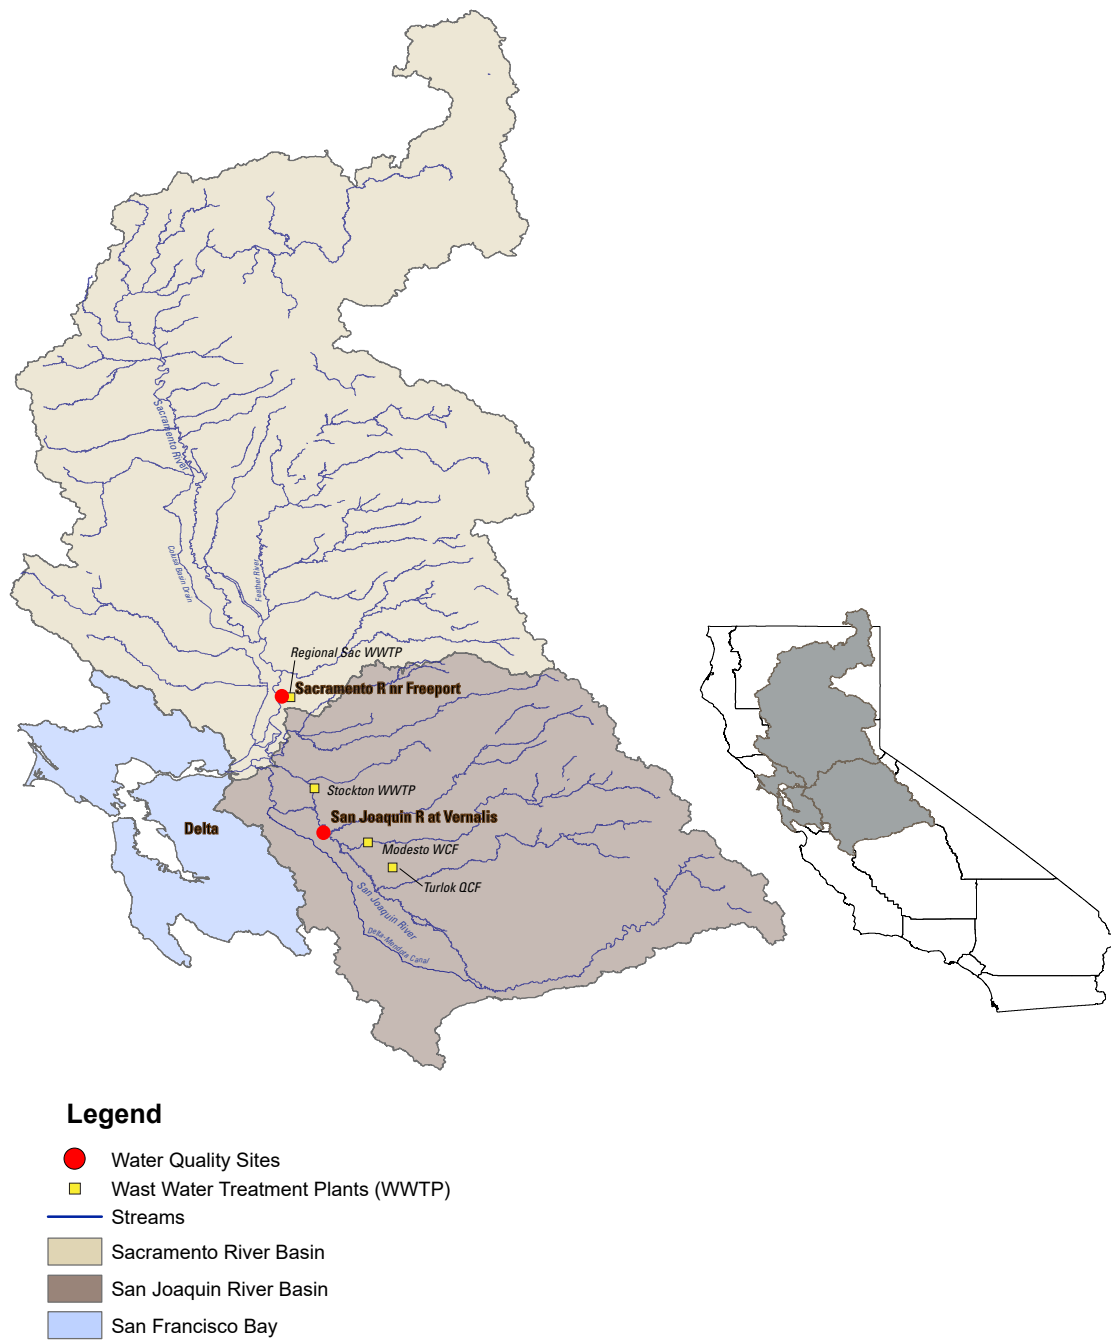 Sacramento River
Colusa Basin Drain
Feather River
Regional Sac WWTP
Sacramento R nr Freeport
Stockton WWTP
San Joaquin R at Vernalis
Delta
Modesto WCF
Turlok QCF
San Joaquin River
Delta-Mendota Canal
Legend
Water Quality Sites
Wast Water Treatment Plants (WWTP)
Streams
Sacramento River Basin
San Joaquin River Basin
San Francisco Bay